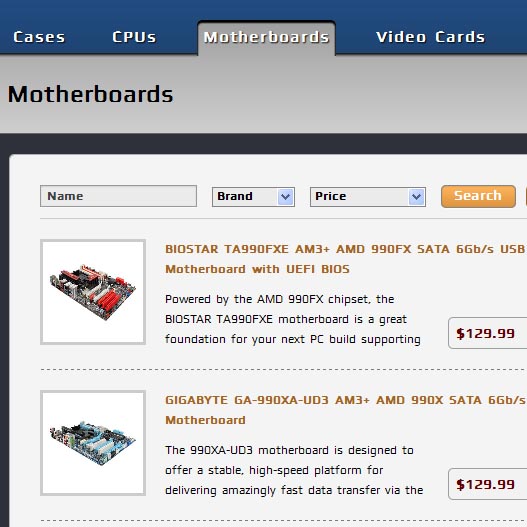 Cases CPUs Motherboards Video Cards
Motherboards
Name Brand Price Search
BIOSTAR TA990FXE AM3+ AMD 990FX SATA 6Gb/s USB
Motherboard with UEFI BIOS
Powered by the AMD 990FX chipset, the
BIOSTAR TA990FXE motherboard is a great
foundation for your next PC build supporting
$129.99
GIGABYTE GA-990XA-UD3 AM3+ AMD 990X SATA 6Gb/s
Motherboard
The 990XA-UD3 motherboard is designed to
offer a stable, high-speed platform for
delivering amazingly fast data transfer via the
$129.99